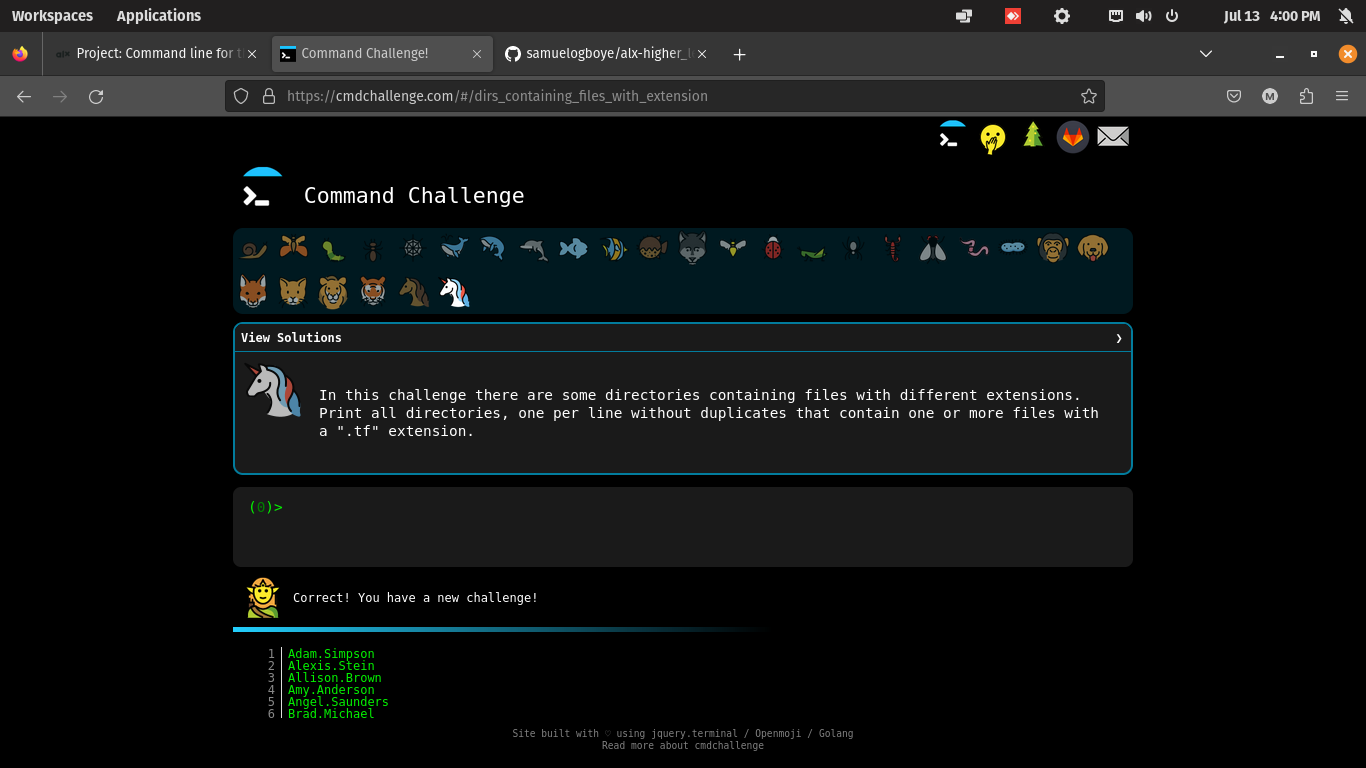 Workspaces Applications Jul 13 4:00 PM
Project: Command line for t Command Challenge! samuelogboye/alx-higher_l
https://cmdchallenge.com/#/dirs_containing_files_with_extension
M
Command Challenge
View Solutions
In this challenge there are some directories containing files with different extensions.
Print all directories, one per line without duplicates that contain one or more files with
a ".tf" extension.
(0)>
Correct! You have a new challenge!
1 Adam.Simpson
2 Alexis.Stein
3 Allison.Brown
4 Amy.Anderson
5 Angel.Saunders
6 Brad.Michael
Site built with ♡ using jquery.terminal / Openmoji / Golang
Read more about cmdchallenge